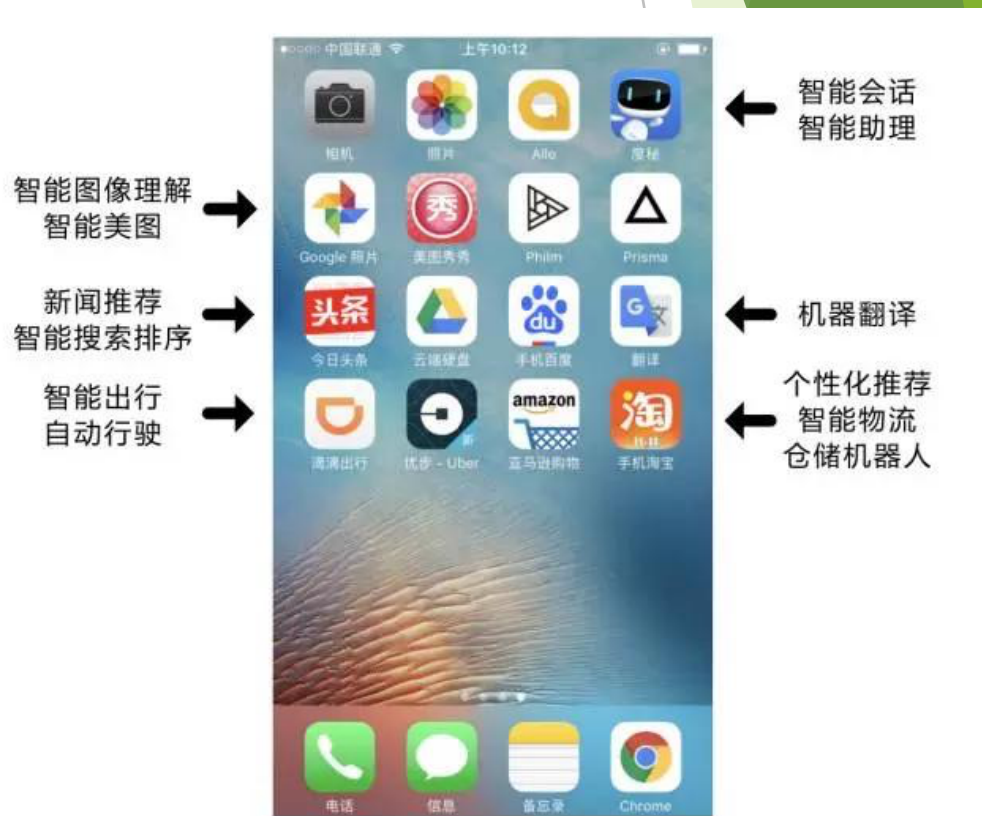 中国联通 上午10:12
智能会话
智能助理
相机 照片 Allo 度秘
智能图像理解
智能美图
秀
Google 照片 美图秀秀 Philm Prisma
新闻推荐
智能搜索排序
头条 du G 文
机器翻译
今日头条 云端硬盘 手机百度 翻译
智能出行
自动行驶
amazon 淘
11·11
个性化推荐
智能物流
仓储机器人
滴滴出行 优步 - Uber 亚马逊购物 手机淘宝
电话 信息 备忘录 Chrome